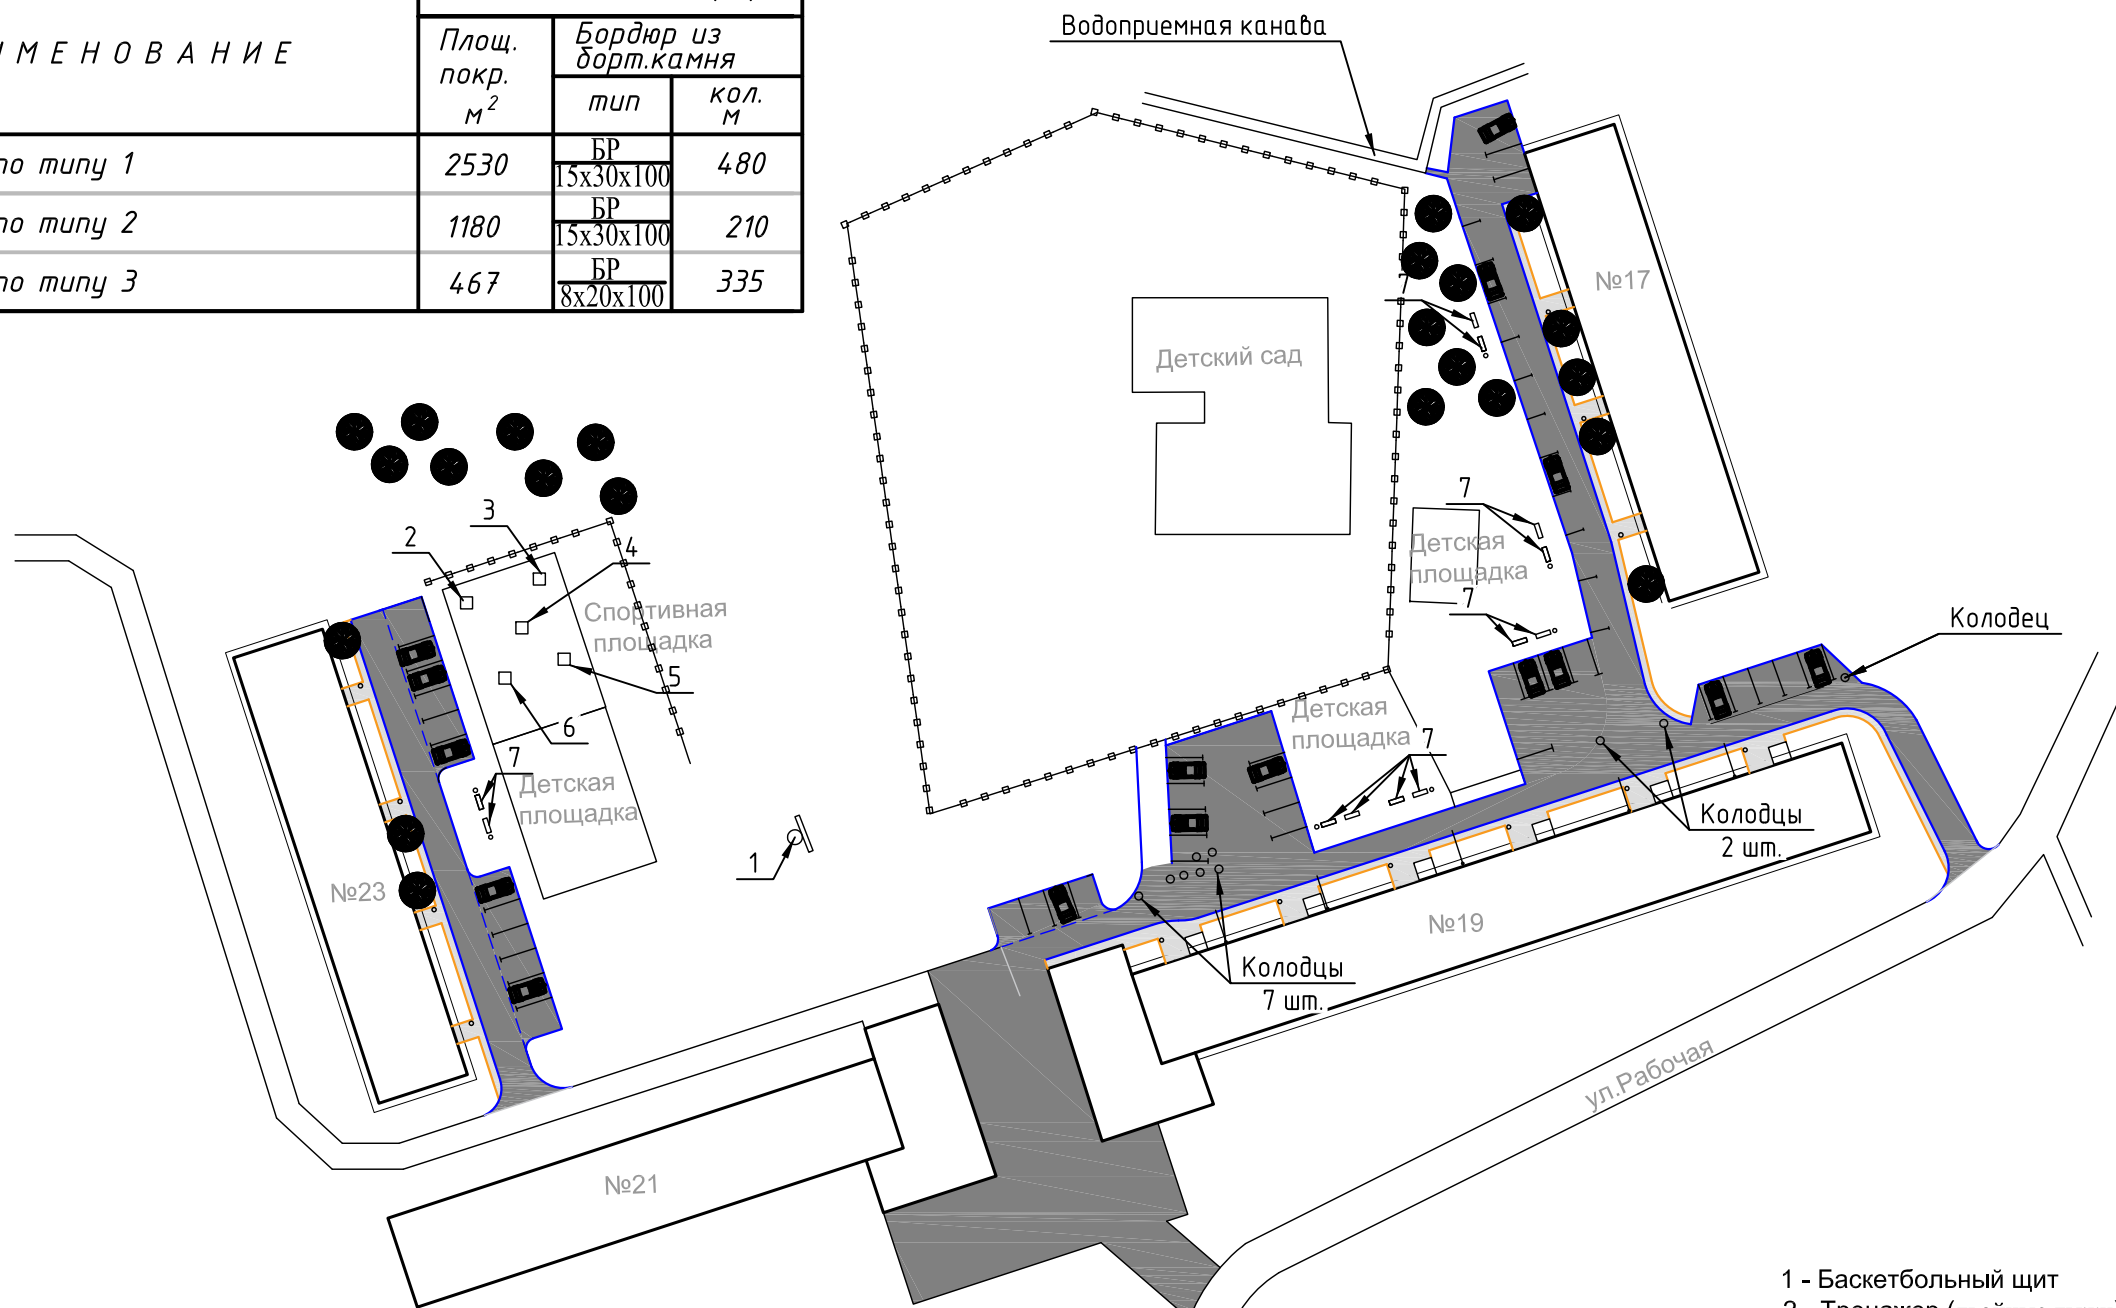 МЕНОВАНИЕ
Площ.
покр.
м²
Бордюр из
борт.камня
тип
кол.
м
по типу 1
2530
БР
15х30х100
480
по типу 2
1180
БР
15х30х100
210
по типу 3
467
БР
8х20х100
335
Водоприемная канава
№17
Детский сад
7
3
2
4
7
Детская
площадка
7
Спортивная
площадка
5
6
Колодец
Детская
площадка
7
7
Детская
площадка
Колодцы
2 шт.
1
№23
№19
Колодцы
7 шт.
ул.Рабочая
№21
1 - Баскетбольный щит